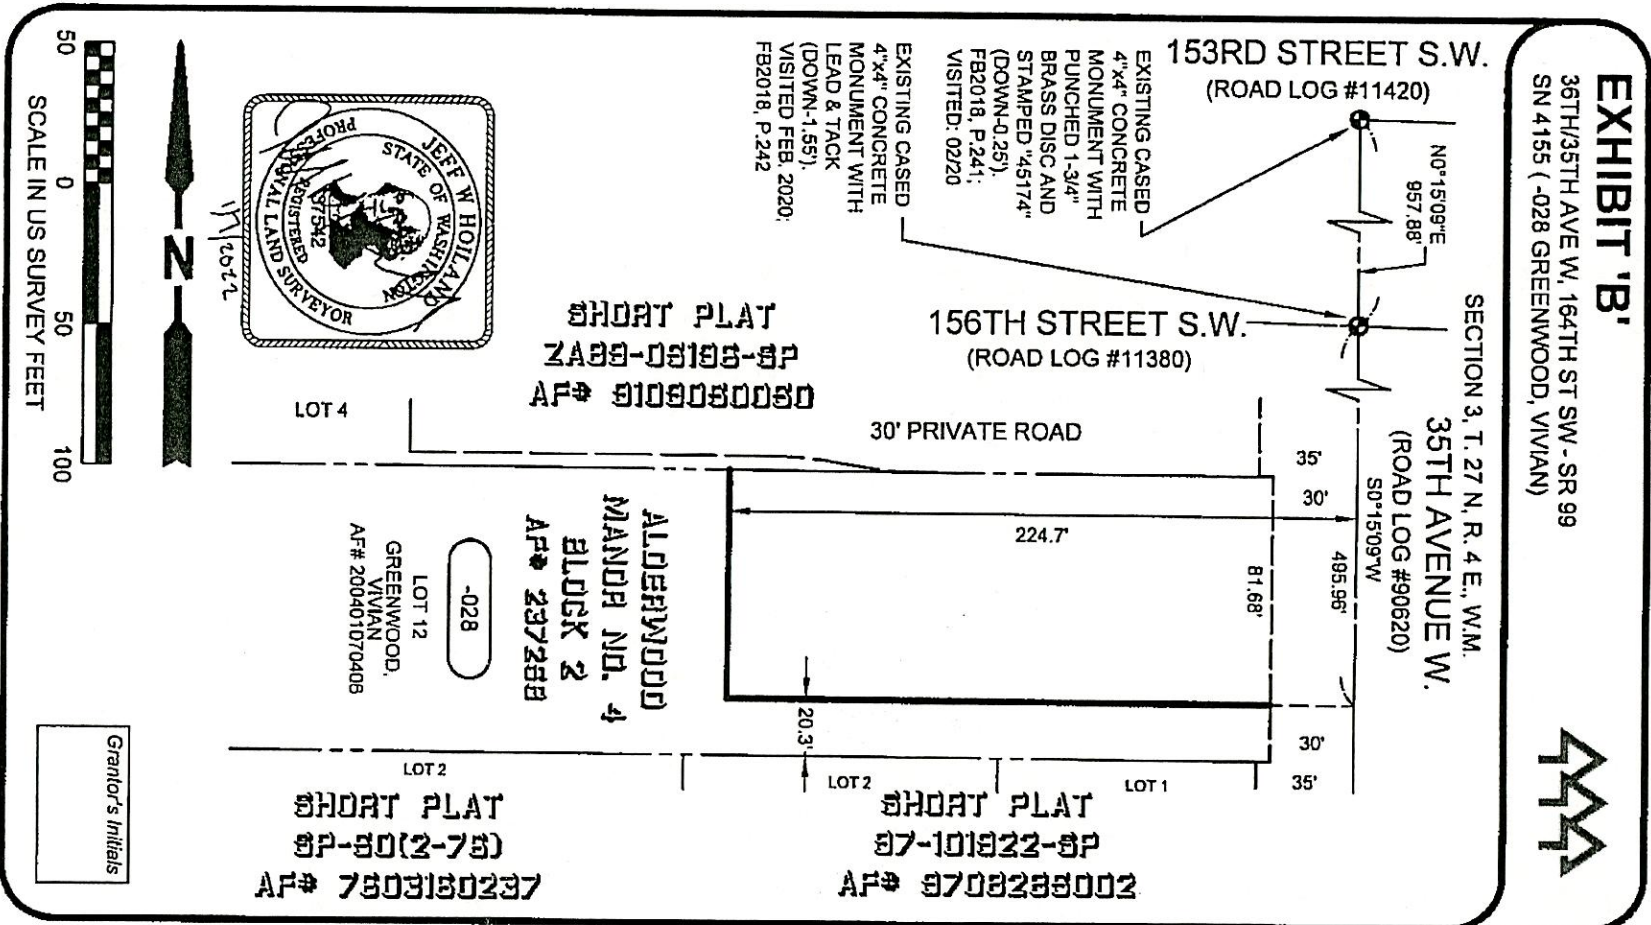 EXHIBIT 'B'
36TH/35TH AVE W, 164TH ST SW - SR 99
SN 4155 ( -028 GREENWOOD, VIVIAN)
SECTION 3, T. 27 N, R. 4 E., W.M.
35TH AVENUE W.
(ROAD LOG #90620)
153RD STREET S.W.
(ROAD LOG #11420)
N0°15'09"E
957.88'
EXISTING CASED
4"x4" CONCRETE
MONUMENT WITH
PUNCHED 1-3/4"
BRASS DISC AND
STAMPED "45174"
(DOWN-0.25').
FB2018, P.241;
VISITED: 02/20
EXISTING CASED
4"x4" CONCRETE
MONUMENT WITH
LEAD & TACK
(DOWN-1.55').
VISITED FEB. 2020;
FB2018, P.242
156TH STREET S.W.
(ROAD LOG #11380)
S0°15'09"W
495.96'
SHORT PLAT
ZA89-06196-SP
AF# 9109060060
LOT 4
30' PRIVATE ROAD
35'
30'
224.7'
81.68'
20.3'
30'
35'
ALDERWOOD
MANOR NO. 4
BLOCK 2
AF# 237258
-028
LOT 12
GREENWOOD,
VIVIAN
AF# 200401070406
LOT 2
LOT 2
LOT 1
SHORT PLAT
SP-50(2-76)
AF# 7603160237
SHORT PLAT
97-101922-SP
AF# 9708285002
JEFF W HOILAND
STATE OF WASHINGTON
37542
REGISTERED
PROFESSIONAL LAND SURVEYOR
N
50 0 50 100
SCALE IN US SURVEY FEET
Grantor's Initials